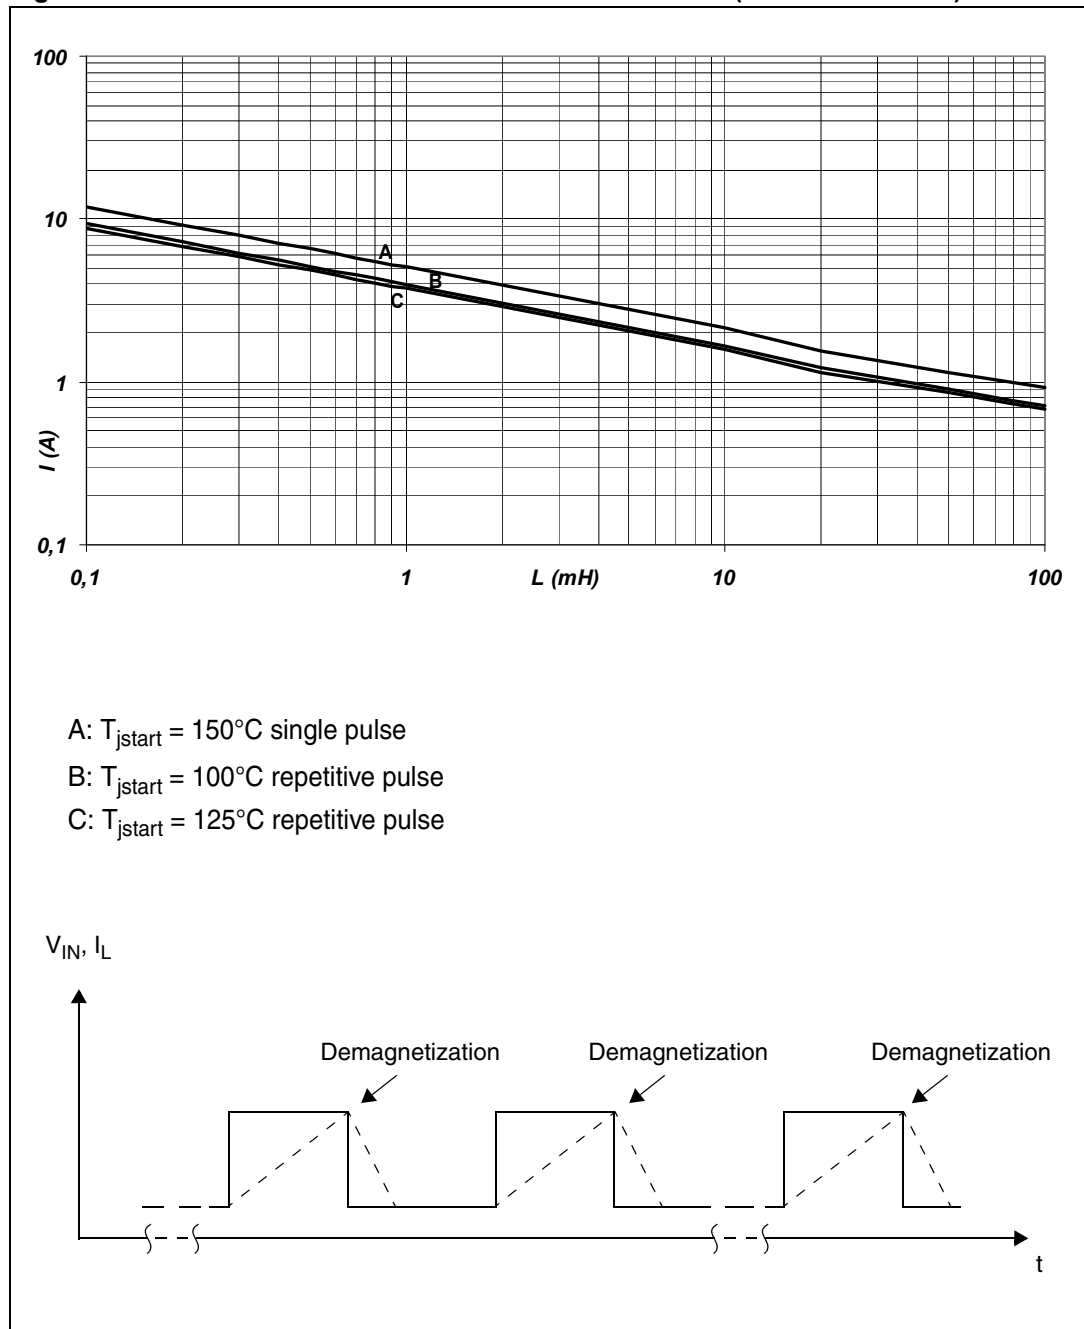 100
10
1
0,1
I (A)
A
B
C
0,1 1 L (mH) 10 100
A: Tjstart = 150°C single pulse
B: Tjstart = 100°C repetitive pulse
C: Tjstart = 125°C repetitive pulse
VIN, IL
Demagnetization Demagnetization Demagnetization
t